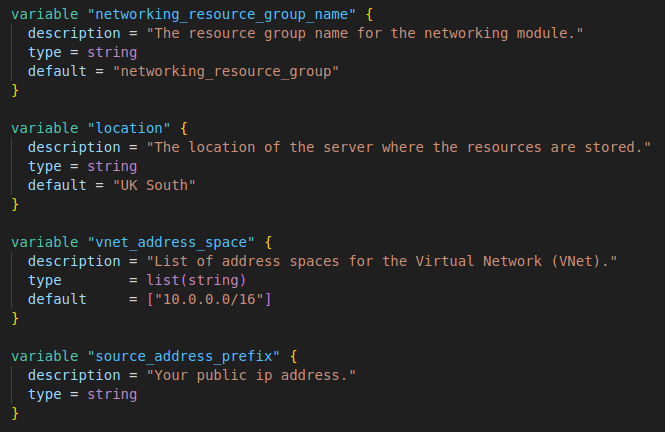 variable "networking_resource_group_name" {
  description = "The resource group name for the networking module."
  type = string
  default = "networking_resource_group"
}

variable "location" {
  description = "The location of the server where the resources are stored."
  type = string
  default = "UK South"
}

variable "vnet_address_space" {
  description = "List of address spaces for the Virtual Network (VNet)."
  type        = list(string)
  default     = ["10.0.0.0/16"]
}

variable "source_address_prefix" {
  description = "Your public ip address."
  type = string
}